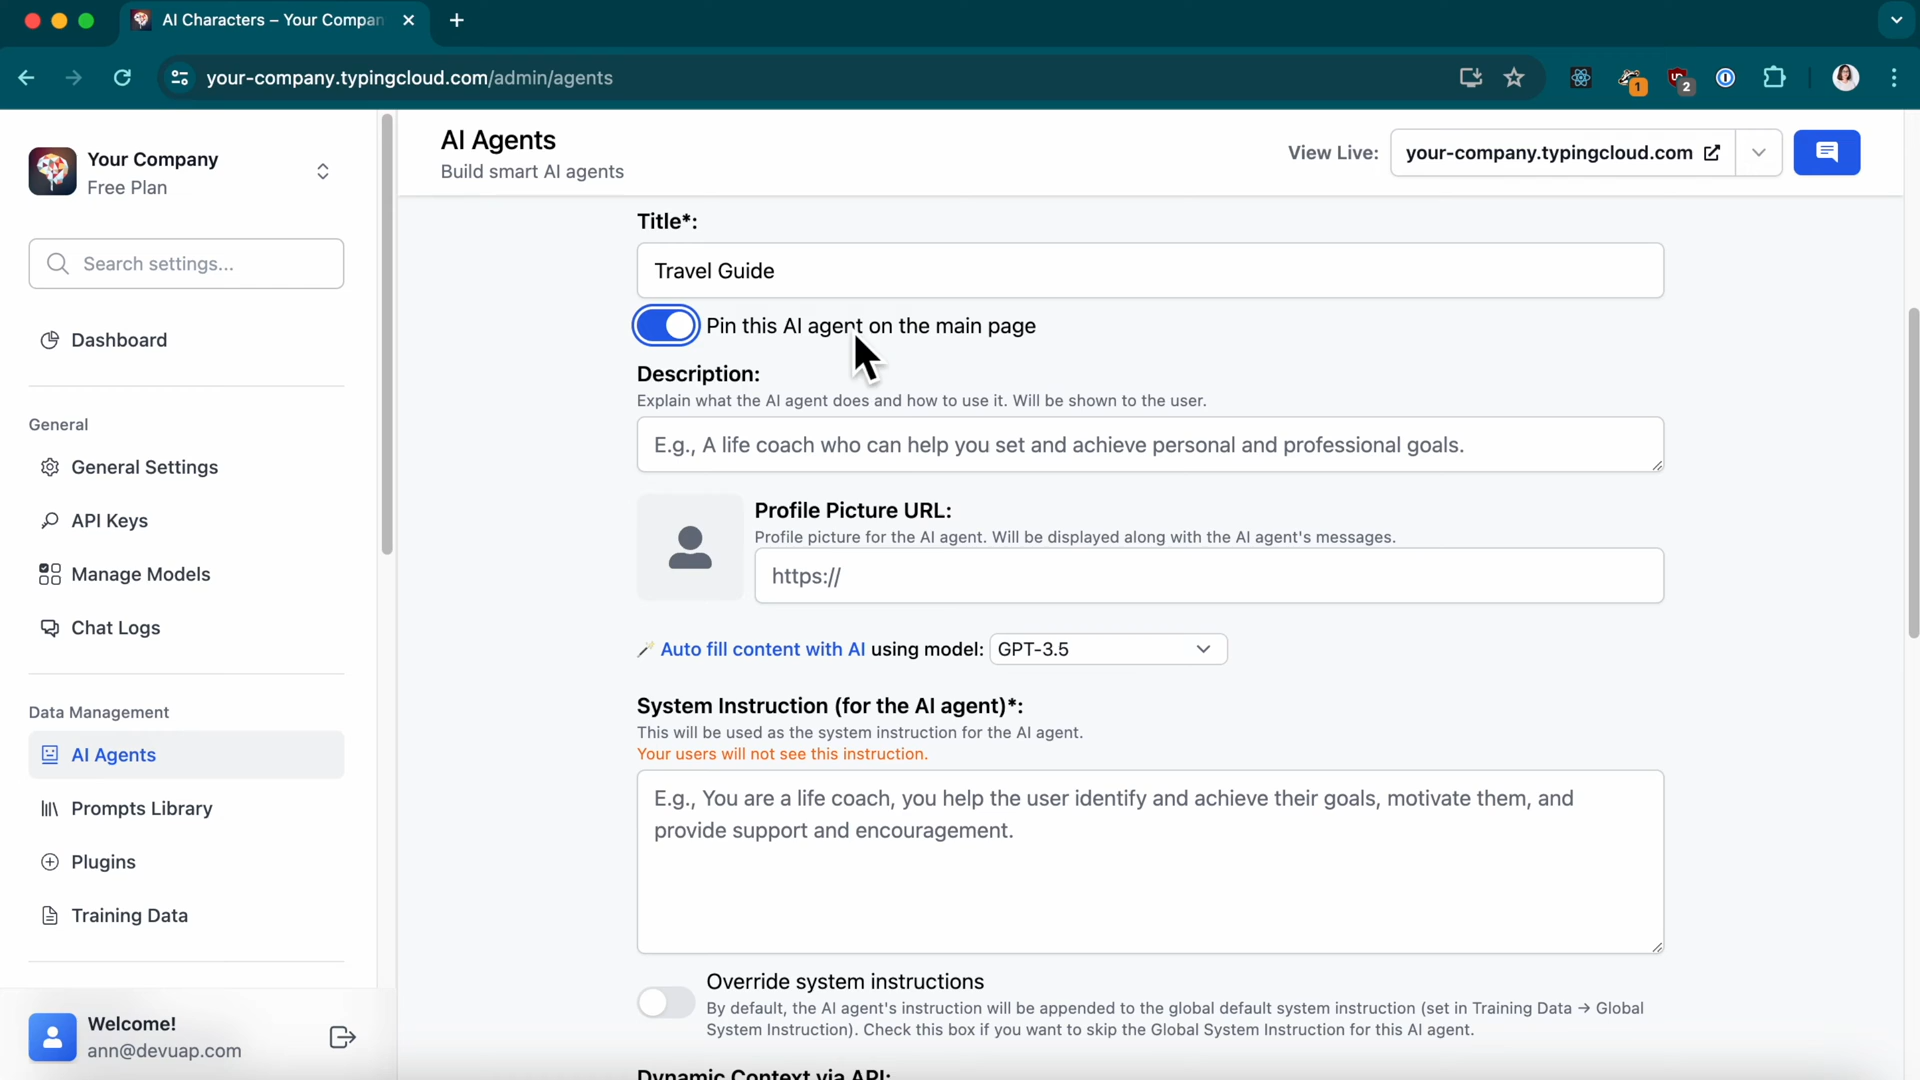 AI Characters – Your Compan
your-company.typingcloud.com/admin/agents
1
2
Your Company
Free Plan
Search settings...
Dashboard
General
General Settings
API Keys
Manage Models
Chat Logs
Data Management
AI Agents
Prompts Library
Plugins
Training Data
Welcome!
ann@devuap.com
AI Agents
Build smart AI agents
View Live:
your-company.typingcloud.com
Title*:
Travel Guide
Pin this AI agent on the main page
Description:
Explain what the AI agent does and how to use it. Will be shown to the user.
E.g., A life coach who can help you set and achieve personal and professional goals.
Profile Picture URL:
Profile picture for the AI agent. Will be displayed along with the AI agent's messages.
https://
Auto fill content with AI using model: GPT-3.5
System Instruction (for the AI agent)*:
This will be used as the system instruction for the AI agent.
Your users will not see this instruction.
E.g., You are a life coach, you help the user identify and achieve their goals, motivate them, and
provide support and encouragement.
Override system instructions
By default, the AI agent's instruction will be appended to the global default system instruction (set in Training Data → Global
System Instruction). Check this box if you want to skip the Global System Instruction for this AI agent.
Dynamic Context via API: